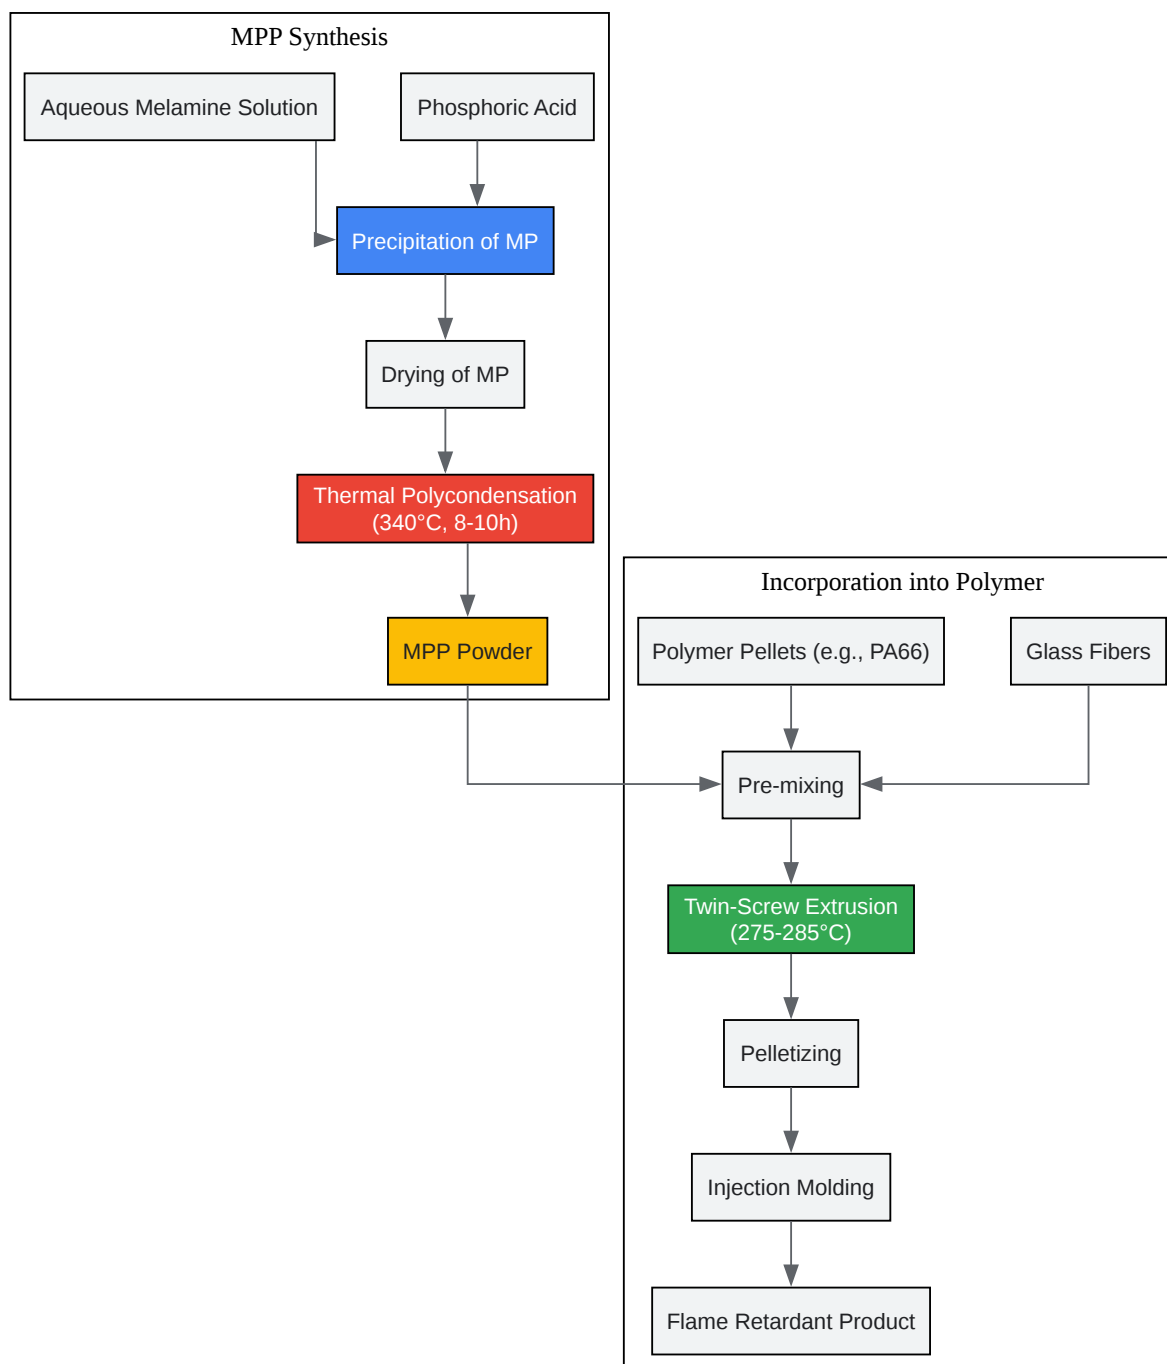 MPP Synthesis
Aqueous Melamine Solution
Phosphoric Acid
Precipitation of MP
Drying of MP
Thermal Polycondensation
(340°C, 8-10h)
MPP Powder
Incorporation into Polymer
Polymer Pellets (e.g., PA66)
Glass Fibers
Pre-mixing
Twin-Screw Extrusion
(275-285°C)
Pelletizing
Injection Molding
Flame Retardant Product